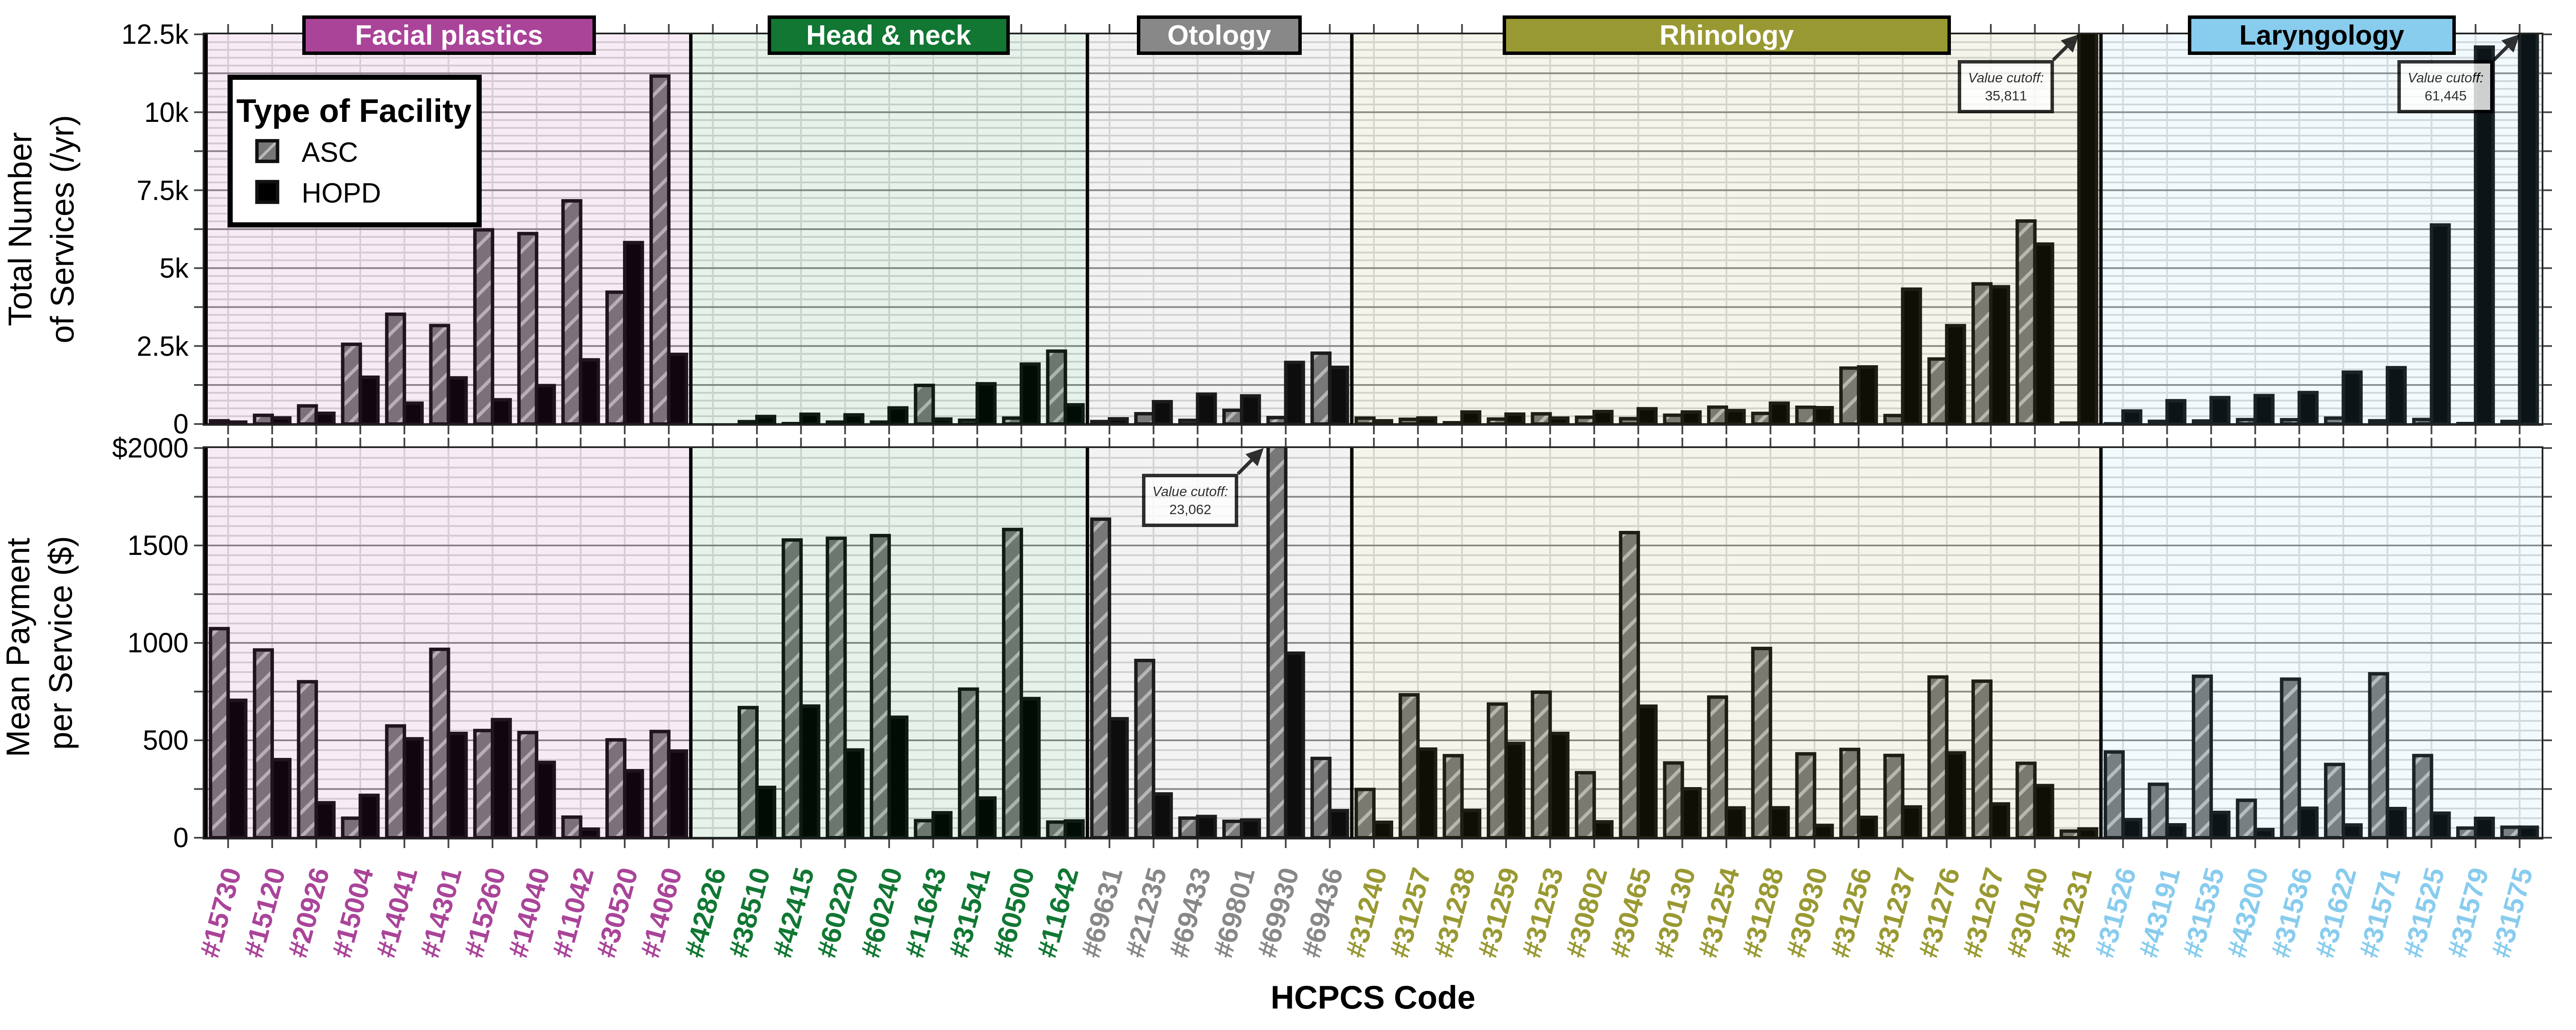 Facial plastics
Head & neck
Otology
Rhinology
Laryngology
Total Number
of Services (/yr)
12.5k
10k
7.5k
5k
2.5k
0
Type of Facility
ASC
HOPD
Value cutoff:
35,811
Value cutoff:
61,445
Mean Payment
per Service ($)
$2000
1500
1000
500
0
Value cutoff:
23,062
#15730
#15120
#20926
#15004
#14041
#14301
#15260
#14040
#11042
#30520
#14060
#42826
#38510
#42415
#60220
#60240
#11643
#31541
#60500
#11642
#69631
#21235
#69433
#69801
#69930
#69436
#31240
#31257
#31238
#31259
#31253
#30802
#30465
#30130
#31254
#31288
#30930
#31256
#31237
#31276
#31267
#30140
#31231
#31526
#43191
#31535
#43200
#31536
#31622
#31571
#31525
#31579
#31575
HCPCS Code